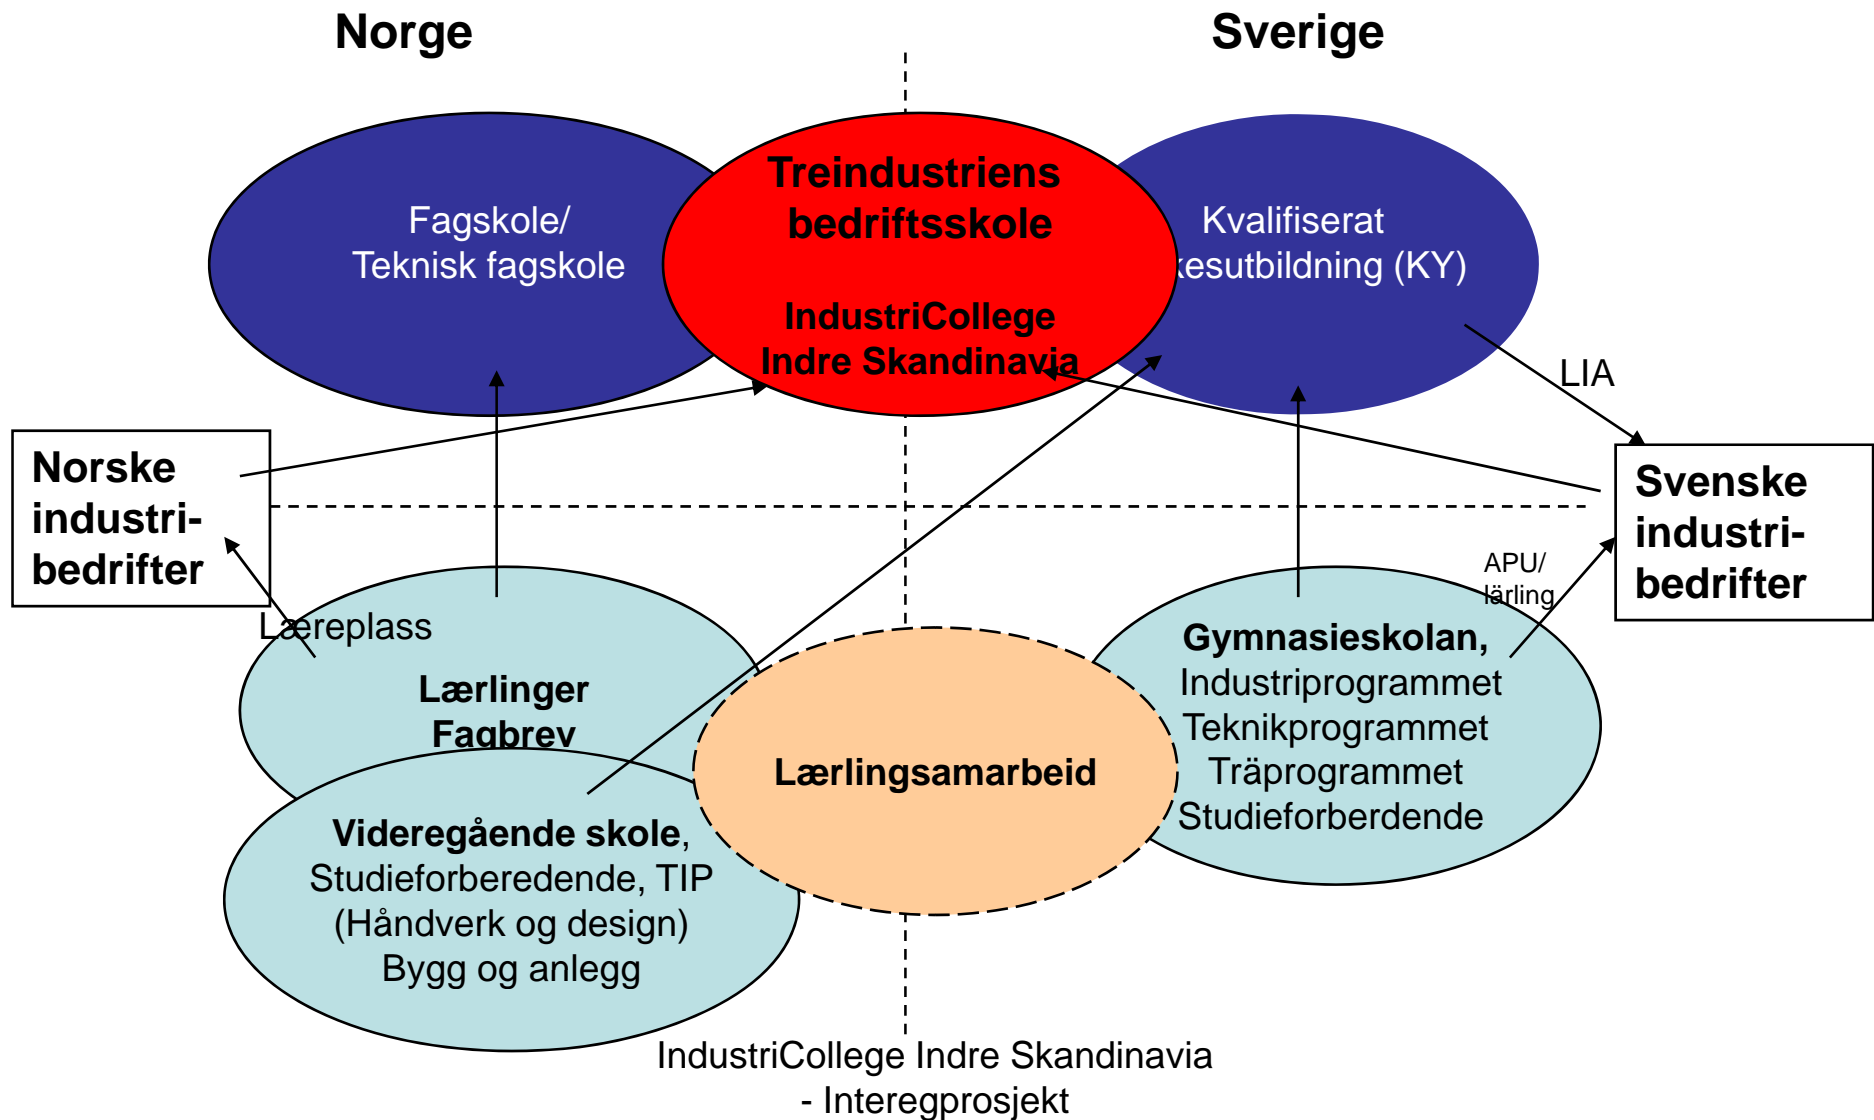 Norge
Sverige
Fagskole/
Teknisk fagskole
Treindustriens
bedriftsskole
IndustriCollege
Indre Skandinavia
Kvalifiserat
kesutbildning (KY)
LIA
Norske
industri-
bedrifter
Svenske
industri-
bedrifter
APU/
lärling
Læreplass
Lærlinger
Fagbrev
Videregående skole,
Studieforberedende, TIP
(Håndverk og design)
Bygg og anlegg
Lærlingsamarbeid
Gymnasieskolan,
Industriprogrammet
Teknikprogrammet
Träprogrammet
Studieforberdende
IndustriCollege Indre Skandinavia
- Interegprosjekt